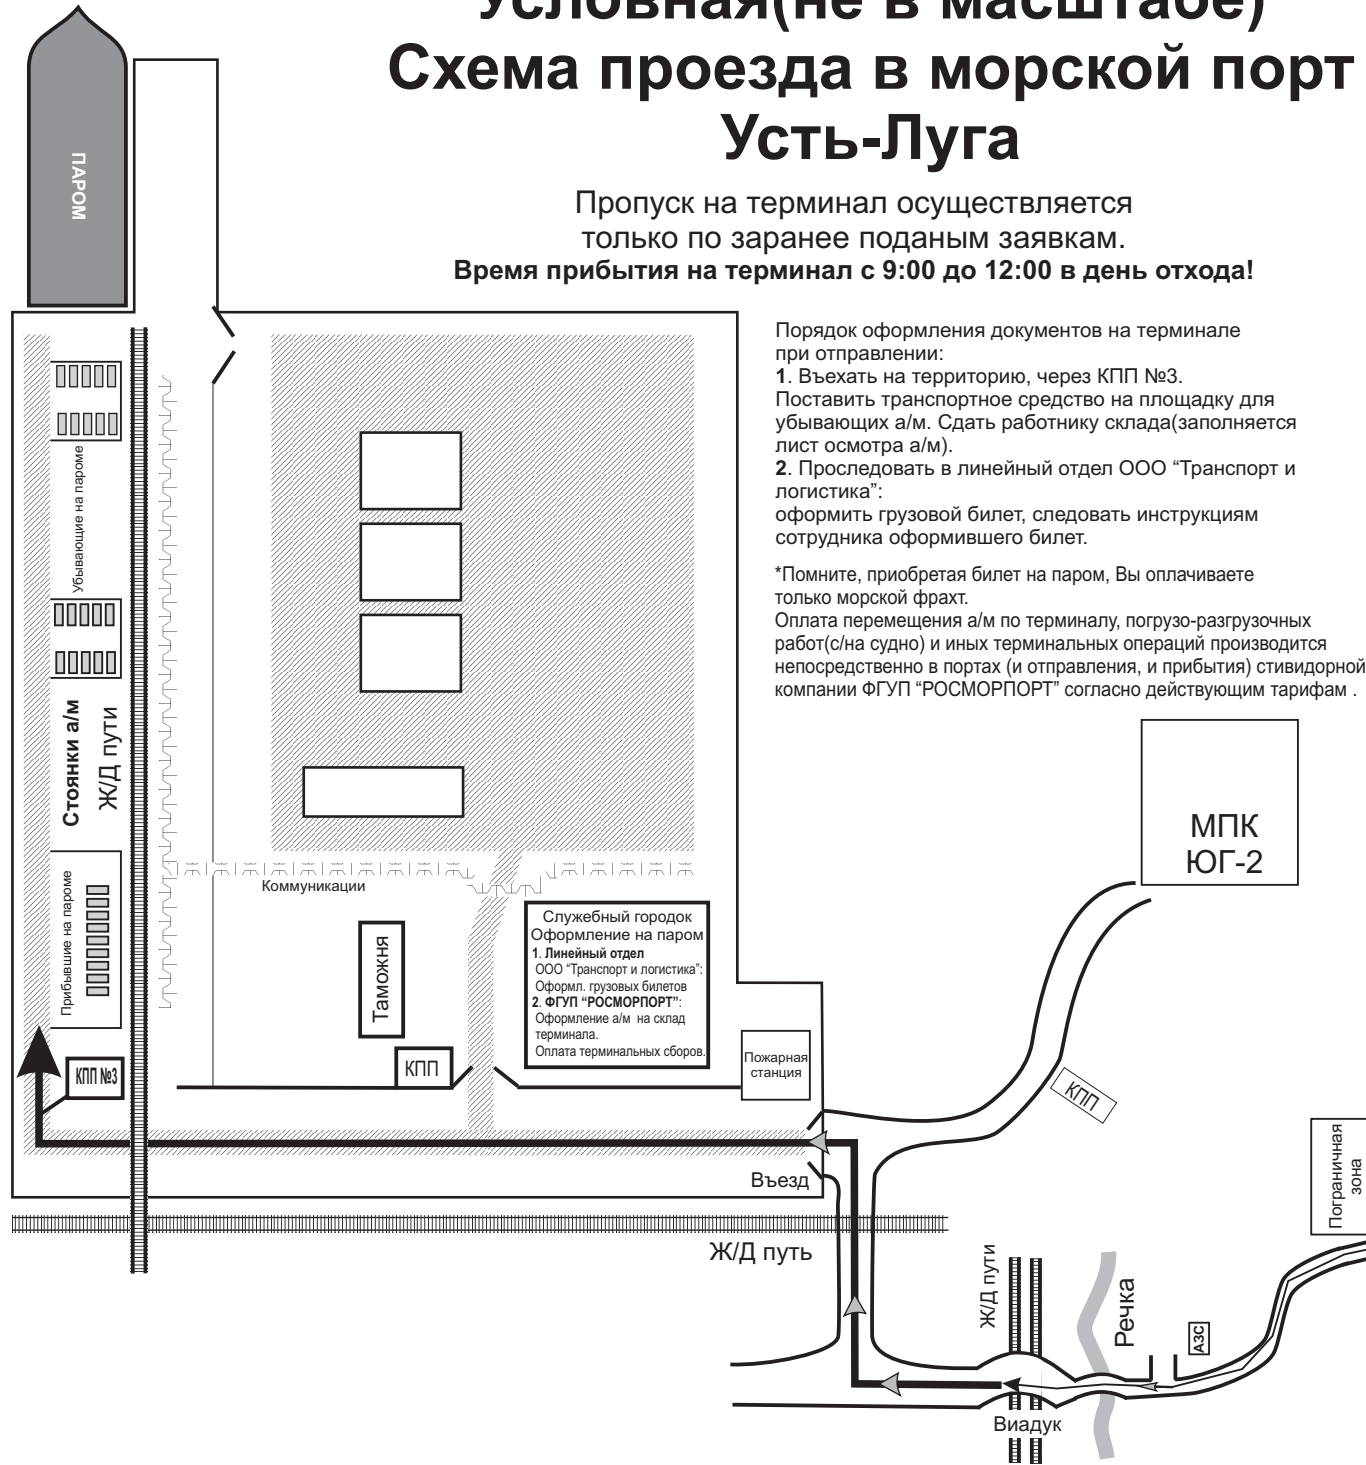 Условная(не в масштабе)
Схема проезда в морской порт
Усть-Луга
Пропуск на терминал осуществляется
только по заранее поданым заявкам.
Время прибытия на терминал с 9:00 до 12:00 в день отхода!
Порядок оформления документов на терминале
при отправлении:
1. Въехать на территорию, через КПП №3.
Поставить транспортное средство на площадку для
убывающих а/м. Сдать работнику склада(заполняется
лист осмотра а/м).
2. Проследовать в линейный отдел ООО “Транспорт и
логистика”:
оформить грузовой билет, следовать инструкциям
сотрудника оформившего билет.
*Помните, приобретая билет на паром, Вы оплачиваете
только морской фрахт.
Оплата перемещения а/м по терминалу, погрузо-разгрузочных
работ(с/на судно) и иных терминальных операций производится
непосредственно в портах (и отправления, и прибытия) стивидорной
компании ФГУП “РОСМОРПОРТ” согласно действующим тарифам .
ПАРОМ
Убывающие на пароме
Стоянки а/м
Ж/Д пути
Прибывшие на пароме
КПП №3
Коммуникации
Таможня
КПП
Служебный городок
Оформление на паром
1. Линейный отдел
ООО “Транспорт и логистика”:
Оформл. грузовых билетов
2. ФГУП “РОСМОРПОРТ”:
Оформление а/м на склад
терминала.
Оплата терминальных сборов.
Пожарная
станция
МПК
ЮГ-2
КПП
Пограничная
зона
Въезд
Ж/Д путь
Ж/Д пути
Речка
АЗС
Виадук